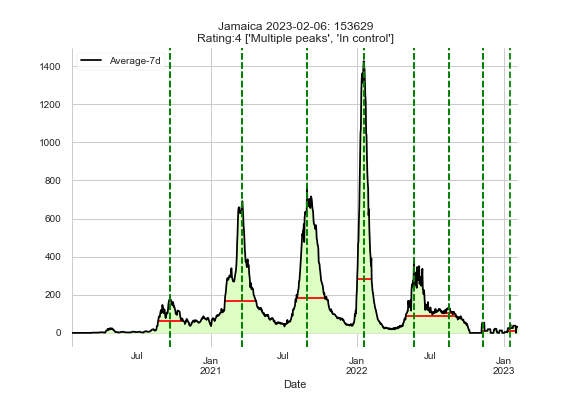 Jamaica 2023-02-06: 153629
Rating:4 ['Multiple peaks', 'In control']
Average-7d
1400
1200
1000
800
600
400
200
0
Jul
Jan
2021
Jul
Jan
2022
Jul
Jan
2023
Date